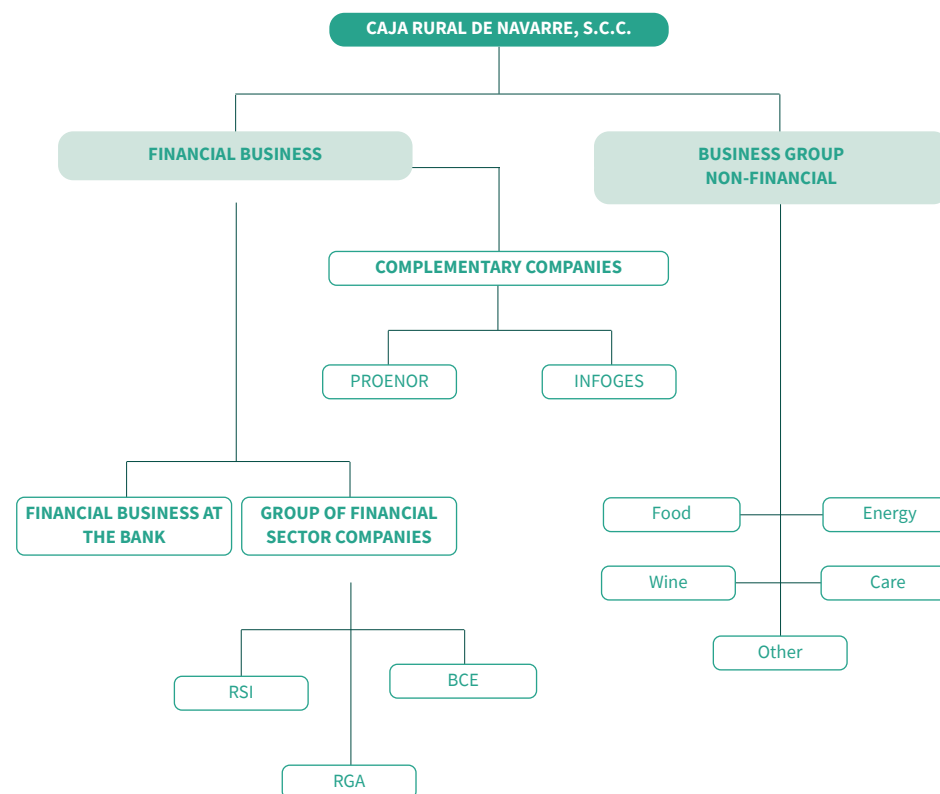 CAJA RURAL DE NAVARRE, S.C.C.
FINANCIAL BUSINESS
BUSINESS GROUP
NON-FINANCIAL
COMPLEMENTARY COMPANIES
PROENOR
INFOGES
FINANCIAL BUSINESS AT
THE BANK
GROUP OF FINANCIAL
SECTOR COMPANIES
Food
Energy
Wine
Care
Other
RSI
BCE
RGA